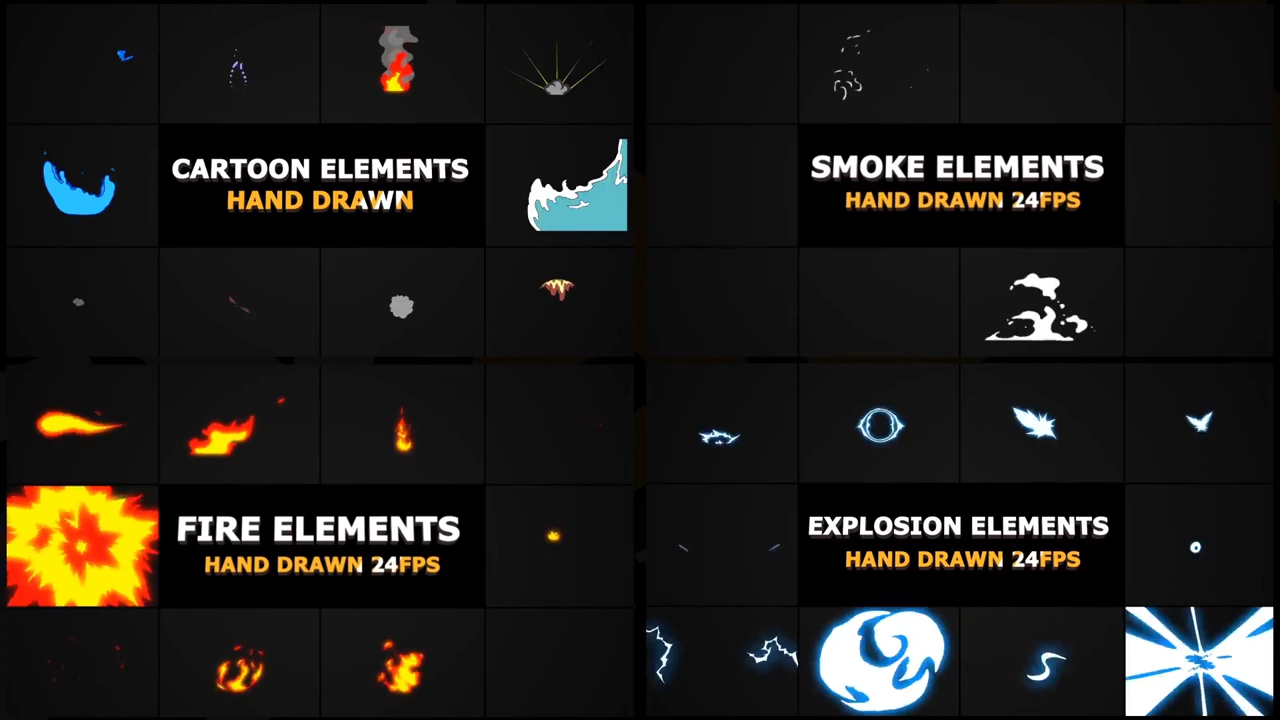 CARTOON ELEMENTS
HAND DRAWN
SMOKE ELEMENTS
HAND DRAWN 24FPS
FIRE ELEMENTS
HAND DRAWN 24FPS
EXPLOSION ELEMENTS
HAND DRAWN 24FPS